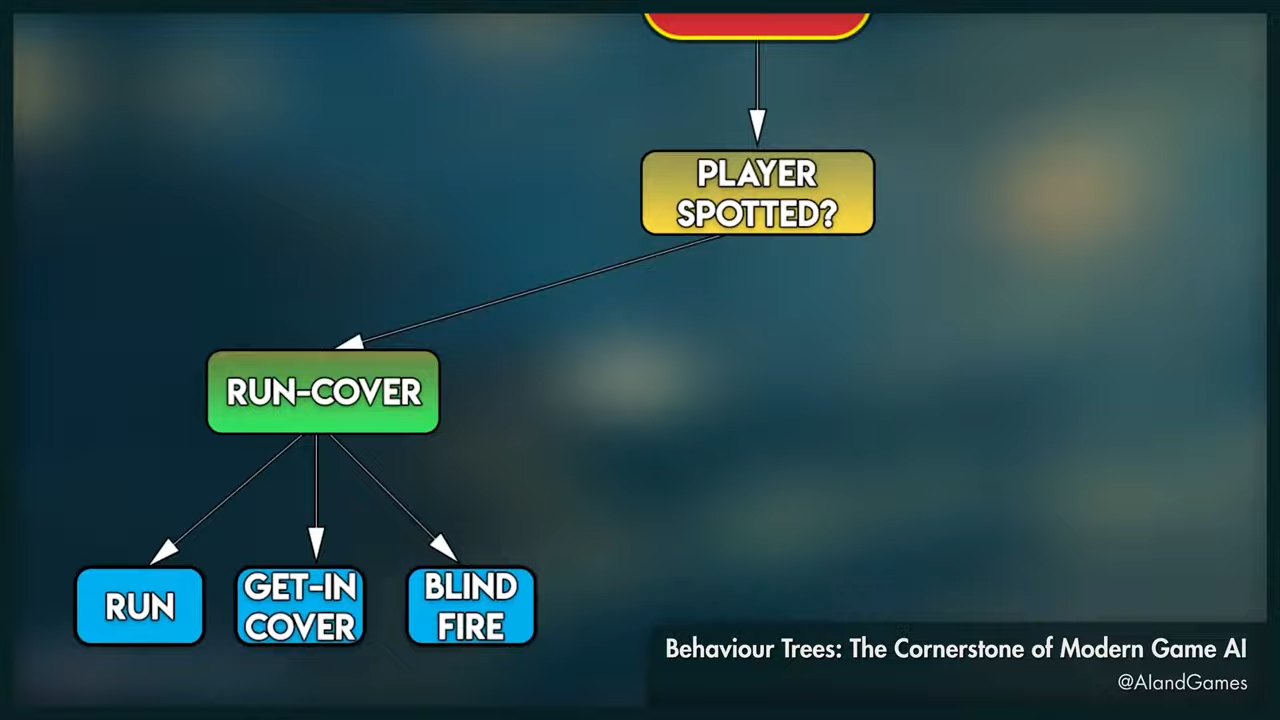 PLAYER
SPOTTED?
RUN-COVER
RUN
GET-IN
COVER
BLIND
FIRE
Behaviour Trees: The Cornerstone of Modern Game AI
@AIandGames